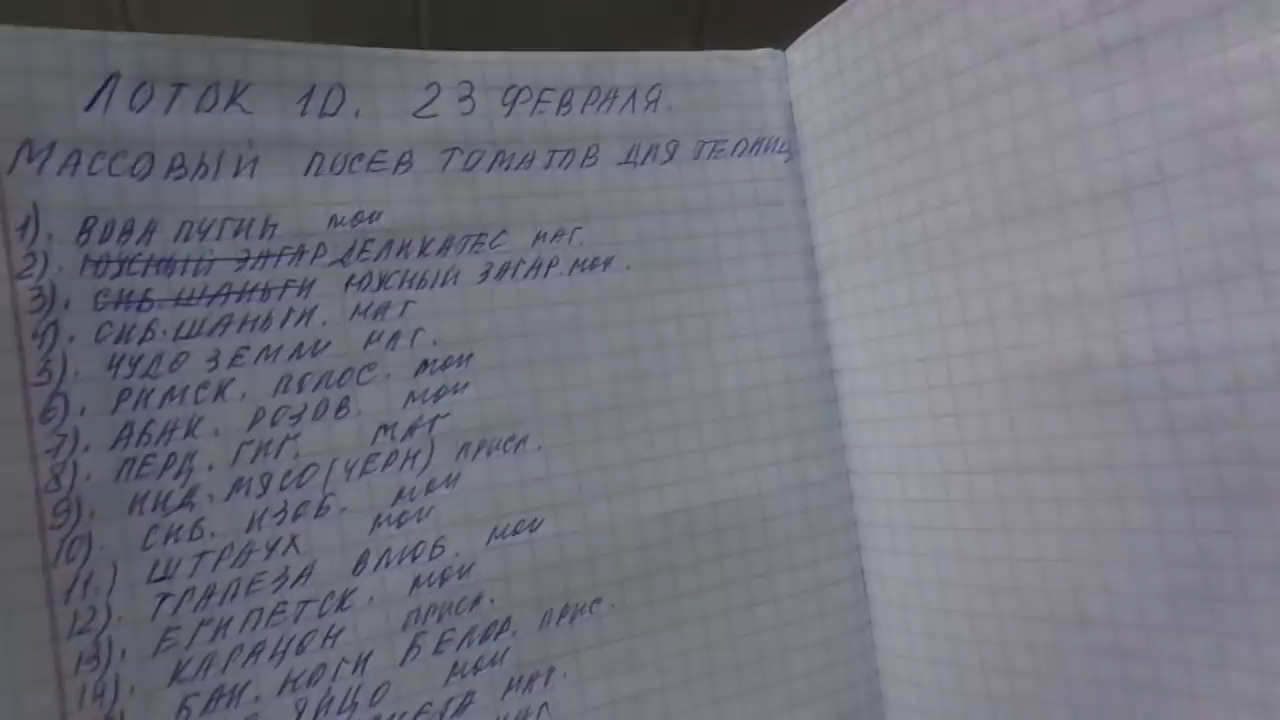 ЛОТОК 10. 23 ФЕВРАЛЯ.
МАССОВЫЙ ПОСЕВ ТОМАТОВ ДЛЯ ТЕПЛИЦ
1). ВОВА ПУТИН МОИ
2). ЮЖНЫЙ ЗАГАР ДЕЛИКАТЕС МАГ.
3). СИБ. ШАНЬГИ ЮЖНЫЙ ЗАГАР. МОИ.
4). СИБ. ШАНЬГИ. МАГ
5). ЧУДО ЗЕМЛИ МАГ.
6). РИМСК. ПОЛОС. МОИ
7). АБАК. РОЗОВ. МОИ
8). ПЕРЦ. ГИГ. МАГ
9). ИНД. МЯСО (ЧЕРН) ПРИСЛ.
10). СИБ. ИЗОБ. МОИ
11.) ШТРАУХ МОИ
12). ТРАПЕЗА ВЛЮБ. МОИ
13). ЕГИПЕТСК. МОИ
14). КАРАЦОН ПРИСЛ.
БАН. НОГИ БЕЛОР. ПРИС.
ЯЙЦО МОИ
МАГ.
МАГ